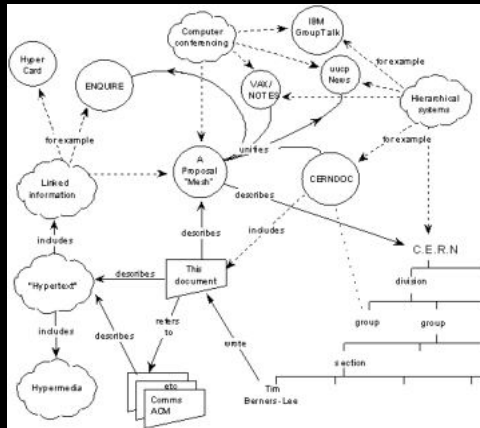 IBM
GroupTalk
Computer
conferencing
Hyper
Card
ENQUIRE
uucp
News
VAX/
NOTES
for example
Hierarchical
systems
for example
unifies
for example
A
Proposal
"Mesh"
CERNDOC
Linked
information
describes
includes
describes
includes
C.E.R.N
This
document
division
"Hypertext"
describes
includes
describes
refers
to
group
group
wrote
section
Hypermedia
etc
Comms
ACM
Tim
Berners-Lee